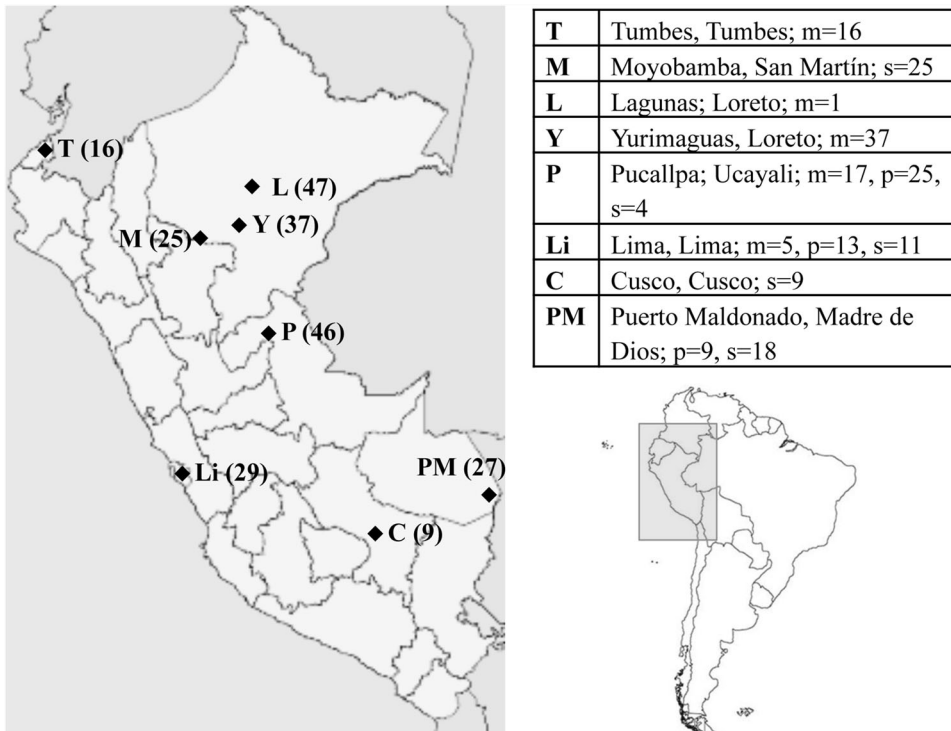 T (16)
L (47)
Y (37)
M (25)
P (46)
Li (29)
PM (27)
C (9)
T Tumbes, Tumbes; m=16
M Moyobamba, San Martín; s=25
L Lagunas; Loreto; m=1
Y Yurimaguas, Loreto; m=37
P Pucallpa; Ucayali; m=17, p=25,
s=4
Li Lima, Lima; m=5, p=13, s=11
C Cusco, Cusco; s=9
PM Puerto Maldonado, Madre de
Dios; p=9, s=18